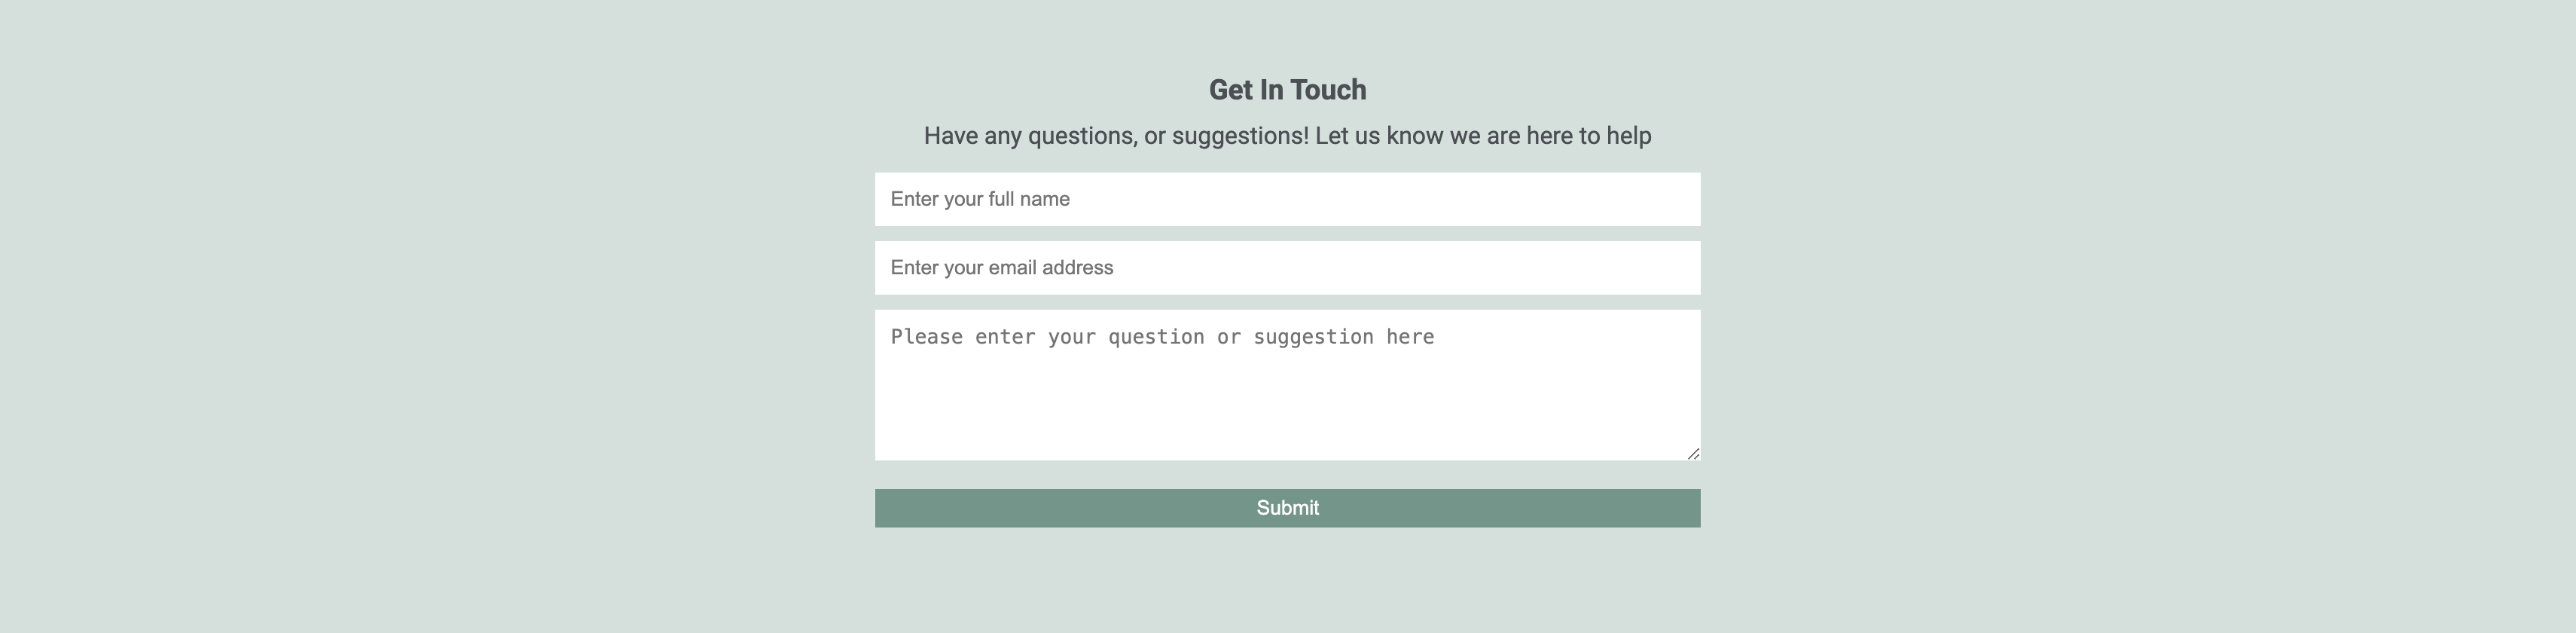 Get In Touch
Have any questions, or suggestions! Let us know we are here to help
Enter your full name
Enter your email address
Please enter your question or suggestion here
Submit